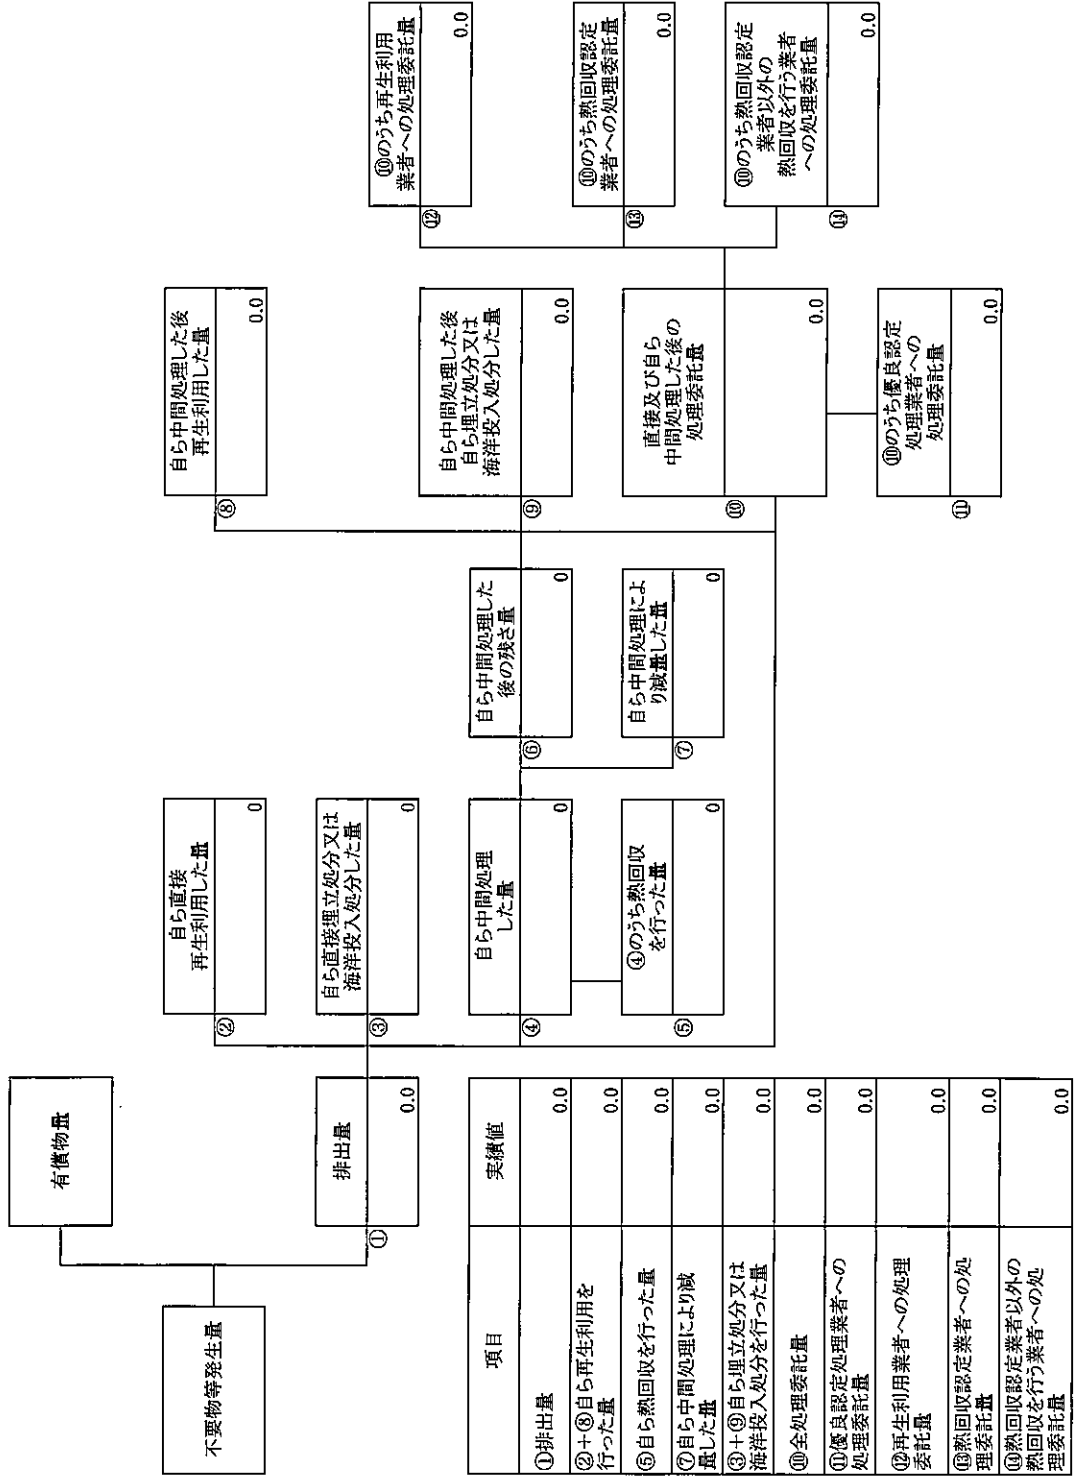 不要物等発生量
有償物量
①
排出量
0.0
②
自ら直接
再生利用した量
0
③
自ら直接埋立処分又は
海洋投入処分した量
0
④
自ら中間処理
した量
0
⑤
④のうち熱回収
を行った量
0
⑥
自ら中間処理した
後の残さ量
0
⑦
自ら中間処理によ
り減量した量
0
⑧
自ら中間処理した後
再生利用した量
0.0
⑨
自ら中間処理した後
自ら埋立処分又は
海洋投入処分した量
0.0
⑩
直接及び自ら
中間処理した後の
処理委託量
0.0
⑪
⑩のうち優良認定
処理業者への
処理委託量
0.0
⑫
⑩のうち再生利用
業者への処理委託量
0.0
⑬
⑩のうち熱回収認定
業者への処理委託量
0.0
⑭
⑩のうち熱回収認定
業者以外の
熱回収を行う業者
への処理委託量
0.0
項目 実績値
①排出量 0.0
②+⑧自ら再生利用を
行った量 0.0
⑤自ら熱回収を行った量 0.0
⑦自ら中間処理により減
量した量 0.0
③+⑨自ら埋立処分又は
海洋投入処分を行った量 0.0
⑩全処理委託量 0.0
⑪優良認定処理業者への
処理委託量 0.0
⑫再生利用業者への処理
委託量 0.0
⑬熱回収認定業者への処
理委託量 0.0
⑭熱回収認定業者以外の
熱回収を行う業者への処
理委託量 0.0